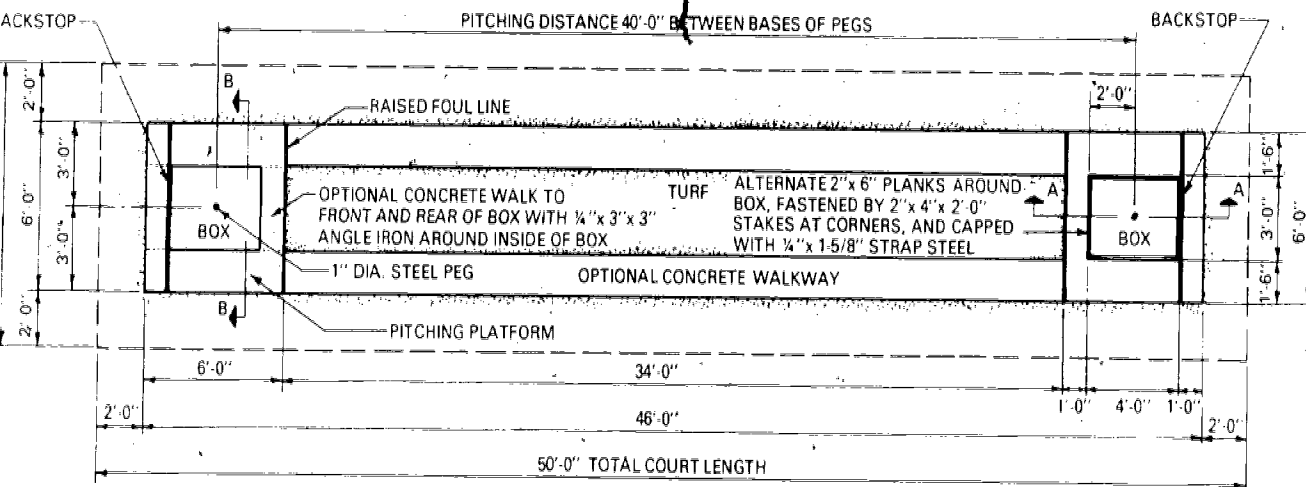 PITCHING DISTANCE 40'-0" BETWEEN BASES OF PEGS
ACKSTOP
BACKSTOP
B
2'-0"
2'-0"
RAISED FOUL LINE
3'-0"
6'-0"
3'-0"
1'-6"
3'-0"
1'-6"
6'-0"
OPTIONAL CONCRETE WALK TO
FRONT AND REAR OF BOX WITH ¼"x 3"x 3"
ANGLE IRON AROUND INSIDE OF BOX
TURF
ALTERNATE 2"x 6" PLANKS AROUND
BOX, FASTENED BY 2"x 4"x 2'-0"
STAKES AT CORNERS, AND CAPPED
WITH ¼"x 1-5/8" STRAP STEEL
A
A
BOX
BOX
1" DIA. STEEL PEG
OPTIONAL CONCRETE WALKWAY
B
2'-0"
PITCHING PLATFORM
6'-0"
34'-0"
1'-0"
4'-0"
1'-0"
2'-0"
46'-0"
2'-0"
50'-0" TOTAL COURT LENGTH